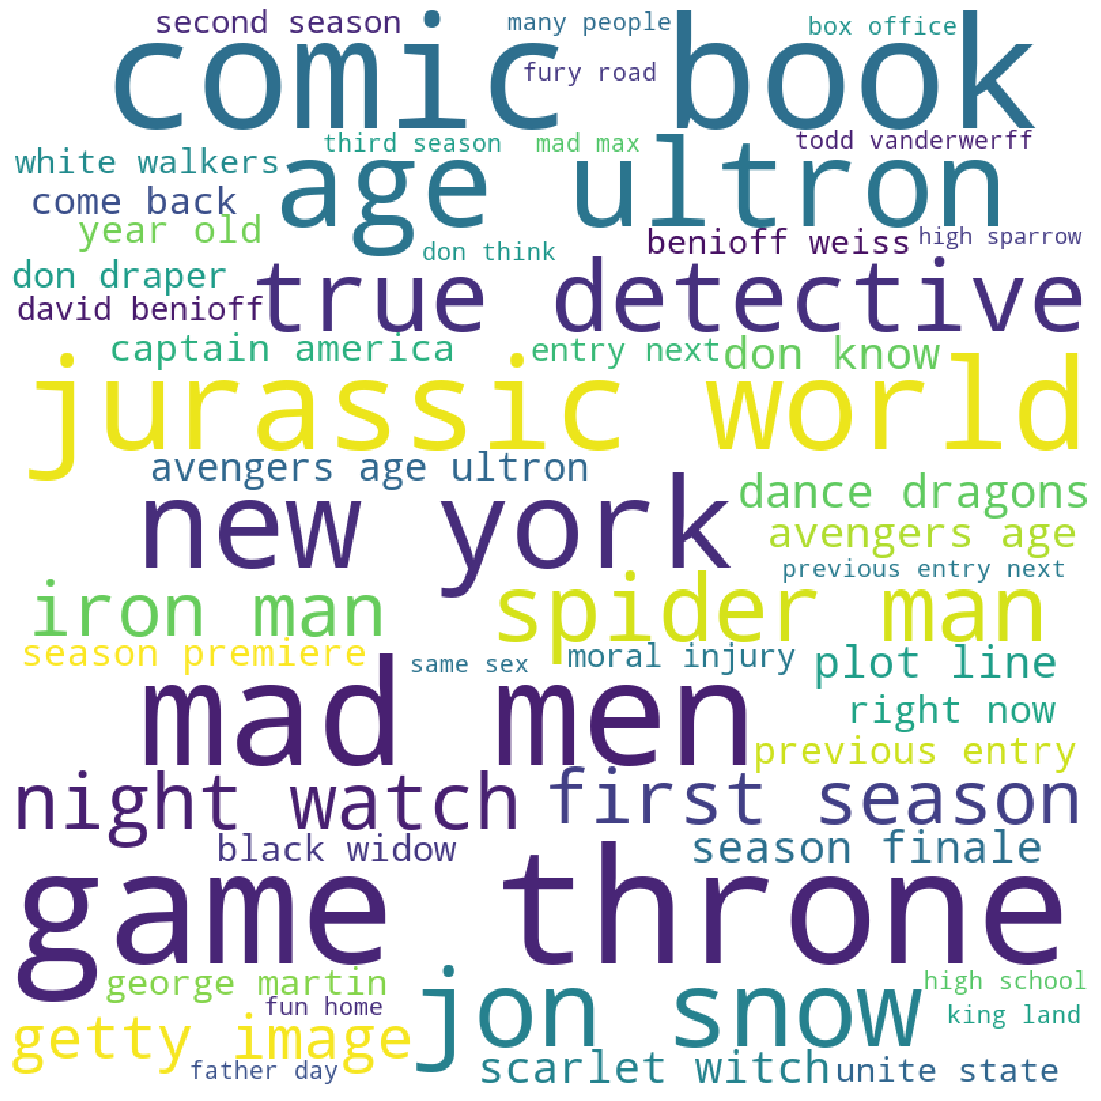 second season
many people
box office
comic book
fury road
third season
mad max
todd vanderwerff
white walkers
age ultron
come back
year old
don think
benioff weiss
high sparrow
don draper
true detective
david benioff
captain america
entry next
don know
jurassic world
avengers age ultron
new york
dance dragons
avengers age
previous entry next
iron man
spider man
season premiere
same sex
moral injury
plot line
mad men
right now
previous entry
night watch
first season
black widow
season finale
game throne
george martin
jon snow
high school
fun home
king land
getty image
father day
scarlet witch
unite state